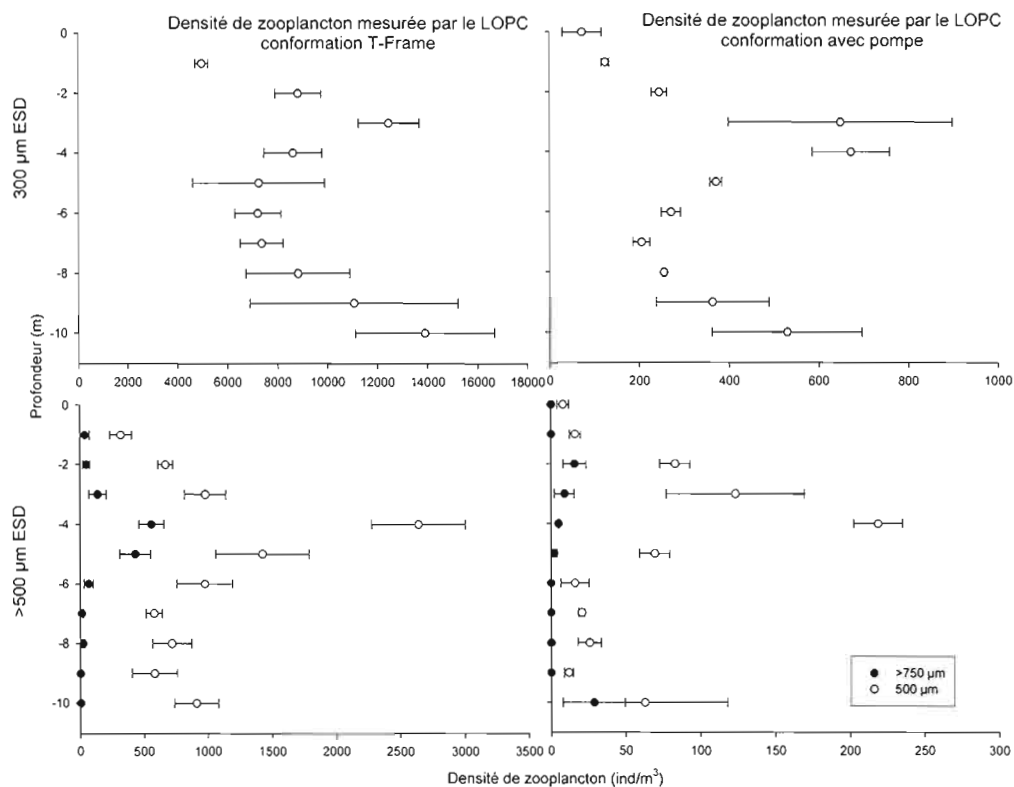 Densité de zooplancton mesurée par le LOPC
conformation T-Frame
Densité de zooplancton mesurée par le LOPC
conformation avec pompe
300 µm ESD
0
-2
-4
-6
-8
-10
0 2000 4000 6000 8000 10000 12000 14000 16000 18000
200 400 600 800 1000
Profondeur (m)
>500 µm ESD
0
-2
-4
-6
-8
-10
>750 µm
500 µm
0 500 1000 1500 2000 2500 3000 3500
0 50 100 150 200 250 300
Densité de zooplancton (ind/m³)